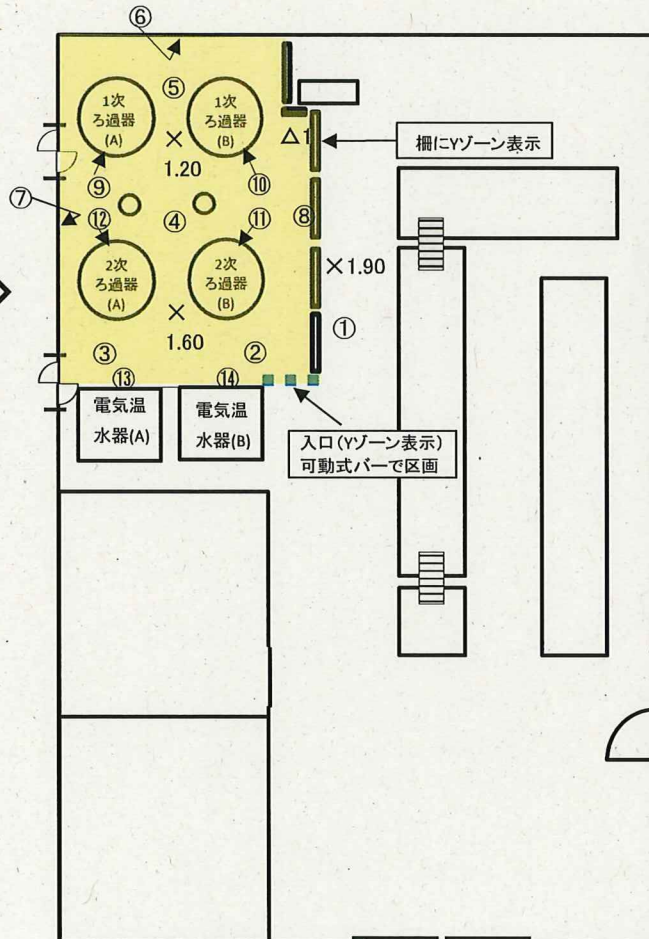 ⑥
⑤
1次
ろ過器
(A)
1次
ろ過器
(B)
×
1.20
△1
柵にYゾーン表示
⑨
⑩
⑦
⑫
④
⑪
⑧
2次
ろ過器
(A)
2次
ろ過器
(B)
×1.90
×
1.60
①
③
②
⑬
⑭
電気温
水器(A)
電気温
水器(B)
入口(Yゾーン表示)
可動式バーで区画